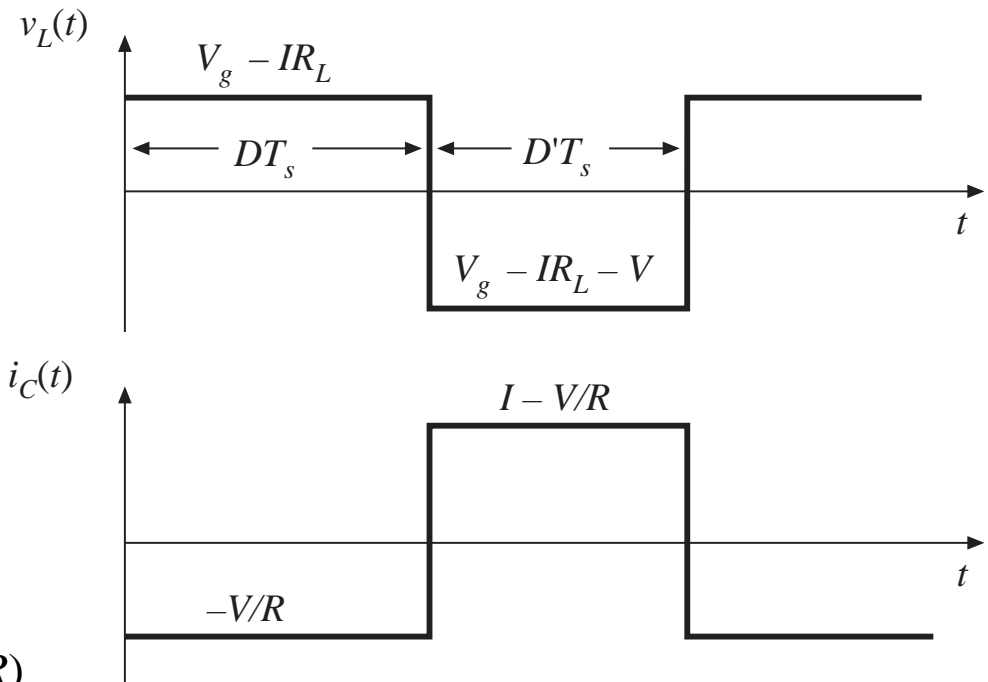 v_L(t)
V_g – IR_L
DT_s
D'T_s
t
V_g – IR_L – V
i_C(t)
I – V/R
t
–V/R
R)